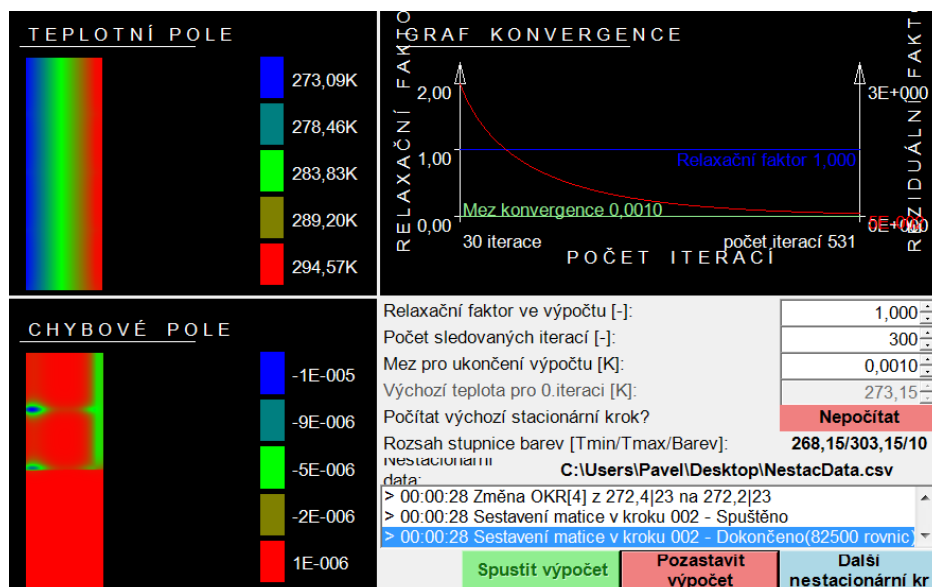 TEPLOTNÍ POLE
273,09K
278,46K
283,83K
289,20K
294,57K
GRAF KONVERGENCE
RELAXAČNÍ FAKTO
2,00
1,00
0,00
3E+000
0E+000
REZIDUÁLNÍ FAKT
Relaxační faktor 1,000
Mez konvergence 0,0010
30 iterace
počet iterací 531
POČET ITERACÍ
CHYBOVÉ POLE
-1E-005
-9E-006
-5E-006
-2E-006
1E-006
Relaxační faktor ve výpočtu [-]:
1,000
Počet sledovaných iterací [-]:
300
Mez pro ukončení výpočtu [K]:
0,0010
Výchozí teplota pro 0.iteraci [K]:
273,15
Počítat výchozí stacionární krok?
Nepočítat
Rozsah stupnice barev [Tmin/Tmax/Barev]:
268,15/303,15/10
Nestacionární
data:
C:\Users\Pavel\Desktop\NestacData.csv
> 00:00:28 Změna OKR[4] z 272,4|23 na 272,2|23
> 00:00:28 Sestavení matice v kroku 002 - Spuštěno
> 00:00:28 Sestavení matice v kroku 002 - Dokončeno(82500 rovnic)
Spustit výpočet
Pozastavit
výpočet
Další
nestacionární kr